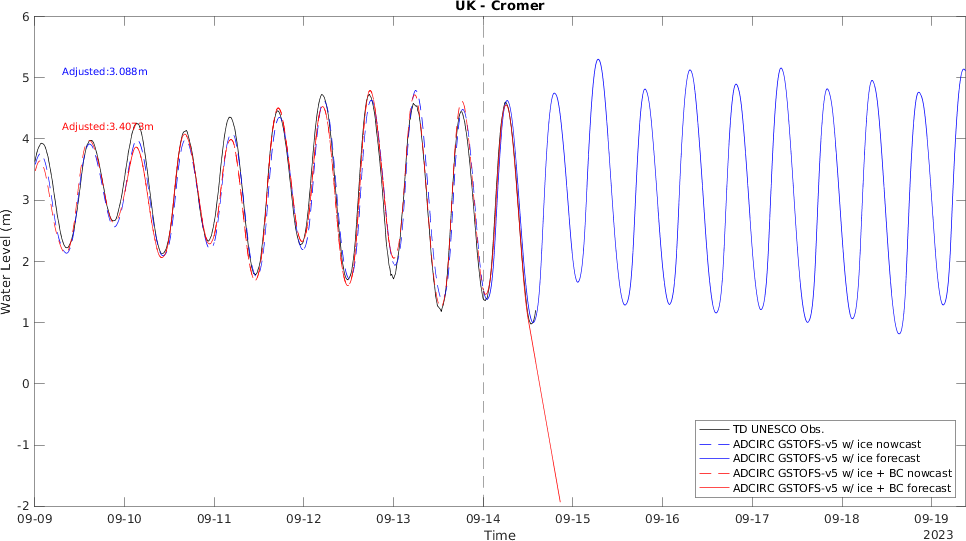 UK - Cromer
6
5
4
3
2
1
0
-1
-2
Water Level (m)
Adjusted:3.088m
TD UNESCO Obs.
ADCIRC GSTOFS-v5 w/ ice nowcast
ADCIRC GSTOFS-v5 w/ ice forecast
ADCIRC GSTOFS-v5 w/ ice + BC nowcast
ADCIRC GSTOFS-v5 w/ ice + BC forecast
09-09
09-10
09-11
09-12
09-13
09-14
09-15
09-16
09-17
09-18
09-19
Time
2023